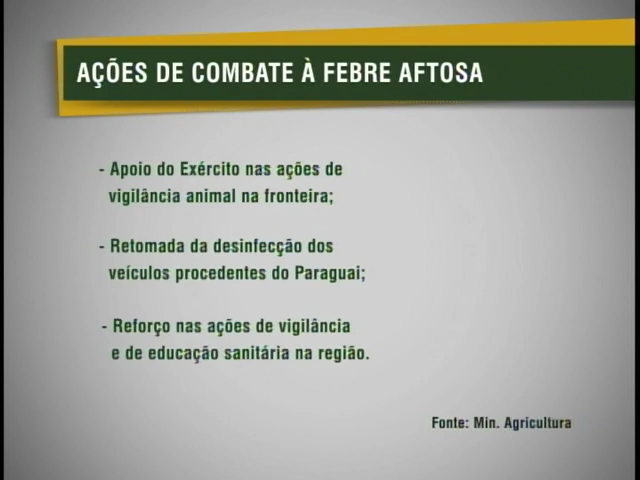 AÇÕES DE COMBATE À FEBRE AFTOSA
- Apoio do Exército nas ações de
vigilância animal na fronteira;
- Retomada da desinfecção dos
veículos procedentes do Paraguai;
- Reforço nas ações de vigilância
e de educação sanitária na região.
Fonte: Min. Agricultura